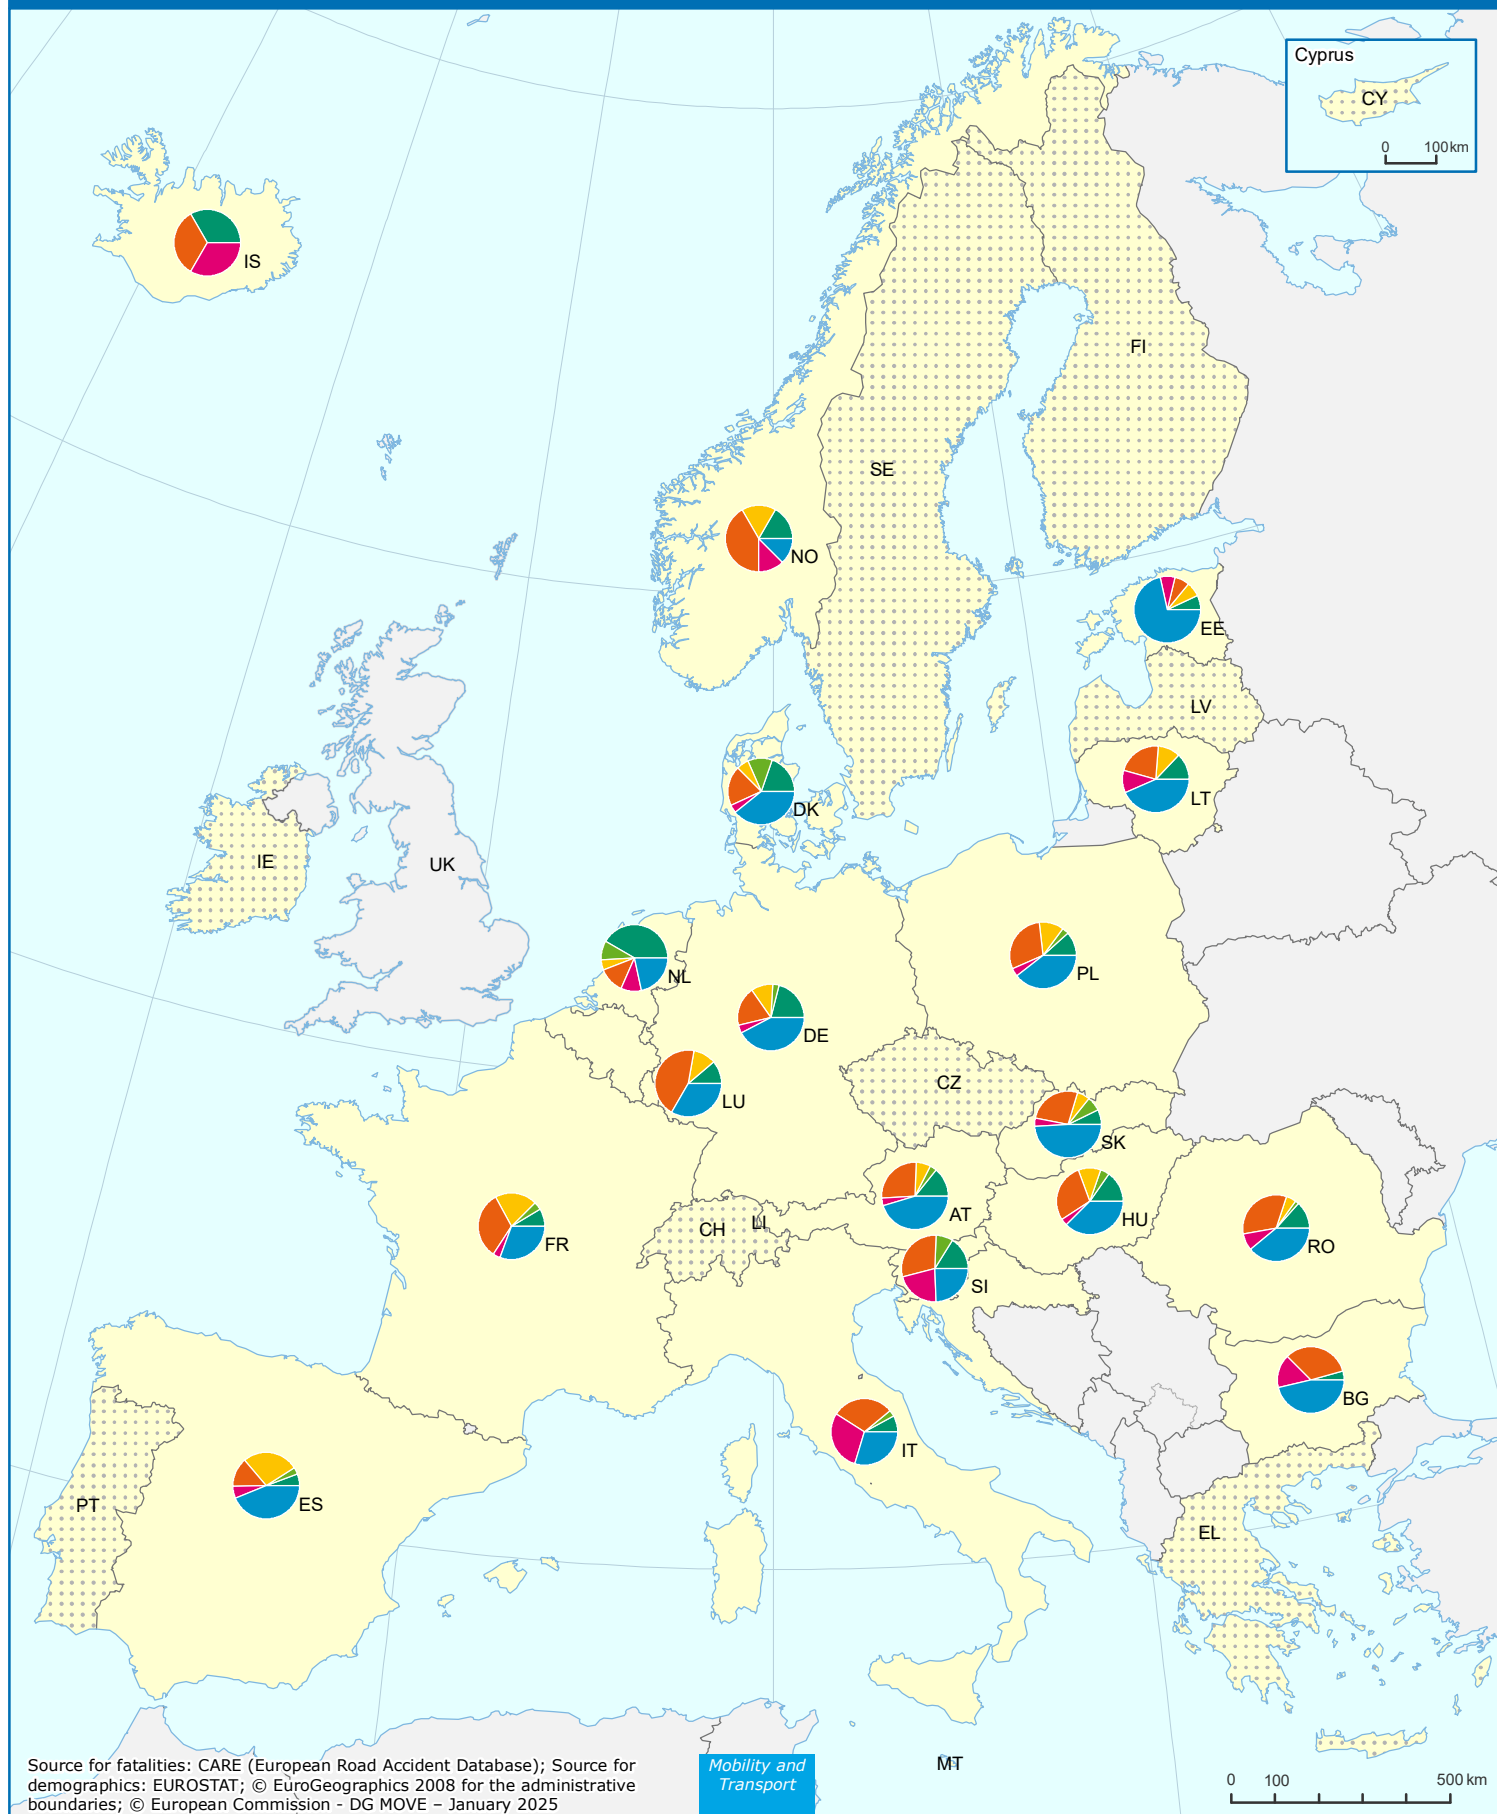 Cyprus
CY
0 100 km
IS
FI
SE
NO
EE
LV
LT
DK
IE
UK
NL
PL
DE
CZ
LU
SK
AT
HU
CH
LI
FR
RO
SI
BG
IT
ES
PT
EL
MT
Source for fatalities: CARE (European Road Accident Database); Source for
demographics: EUROSTAT; © EuroGeographics 2008 for the administrative
boundaries; © European Commission - DG MOVE – January 2025
Mobility and
Transport
0 100 500 km